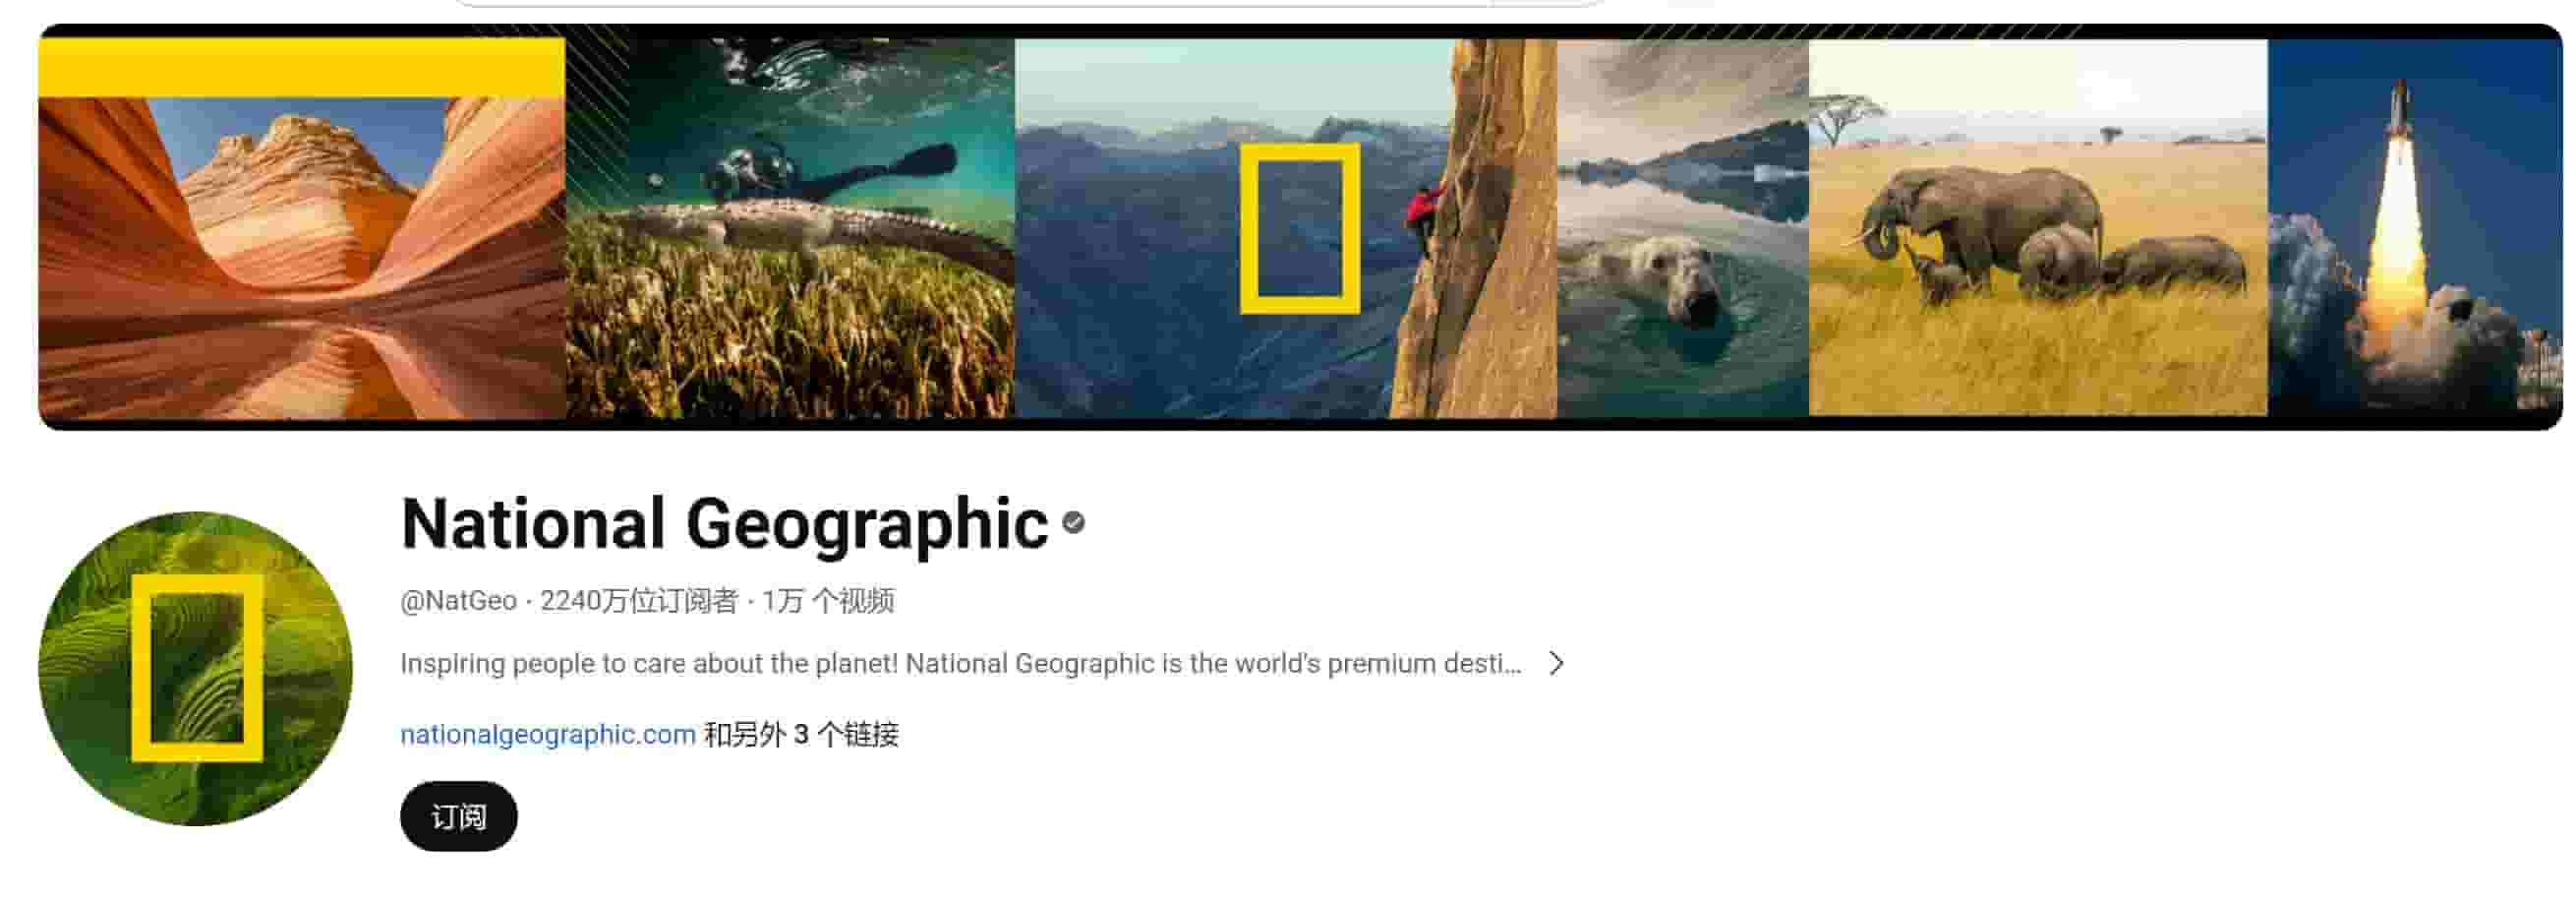 National Geographic
@NatGeo · 2240万位订阅者 · 1万 个视频
Inspiring people to care about the planet! National Geographic is the world's premium desti...
nationalgeographic.com 和另外 3 个链接
订阅